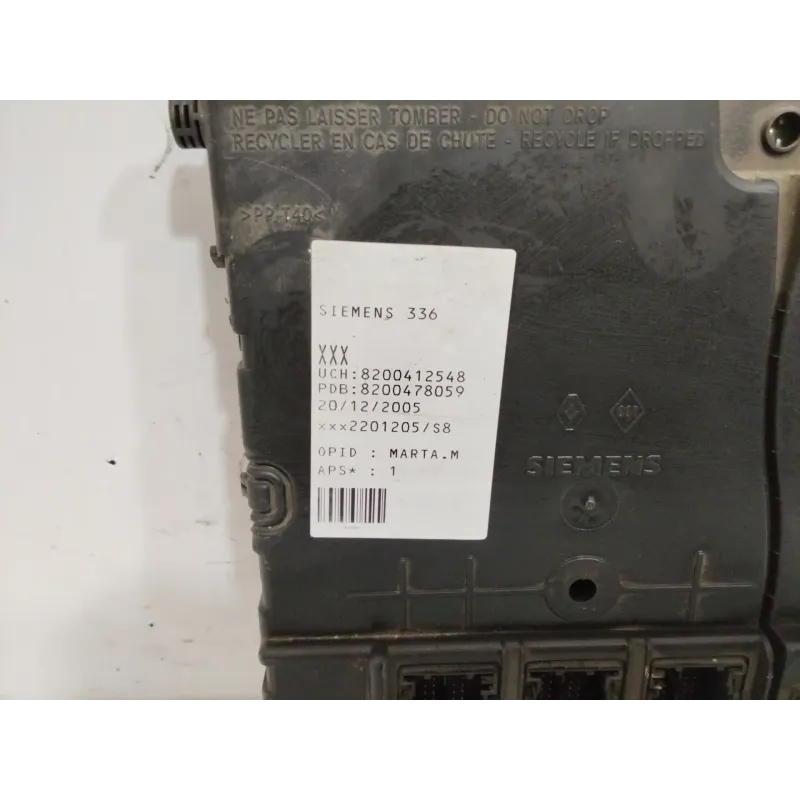 NE PAS LAISSER TOMBER - DO NOT DROP
RECYCLER EN CAS DE CHUTE - RECYCLE IF DROPPED
>PP-T40<
SIEMENS 336
XXX
XXX
UCH:8200412548
PDB:8200478059
20/12/2005
xxx2201205/S8
OPID : MARTA.M
APS* : 1
SIEMENS